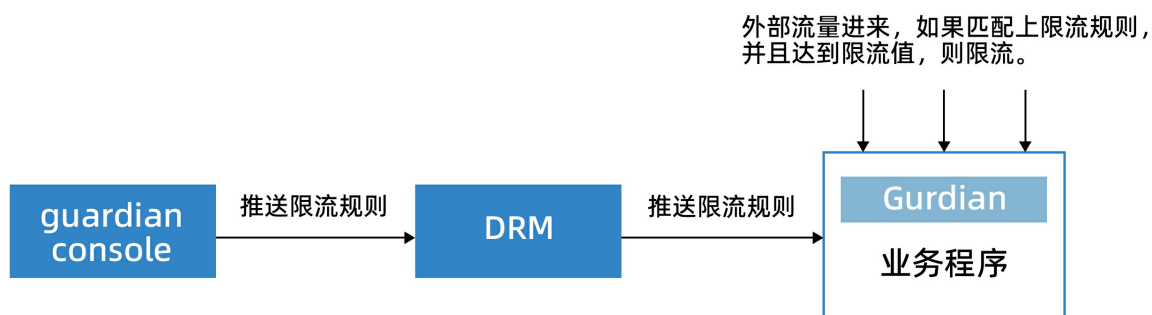 外部流量进来，如果匹配上限流规则，
并且达到限流值，则限流。
guardian
console
推送限流规则
DRM
推送限流规则
Gurdian
业务程序